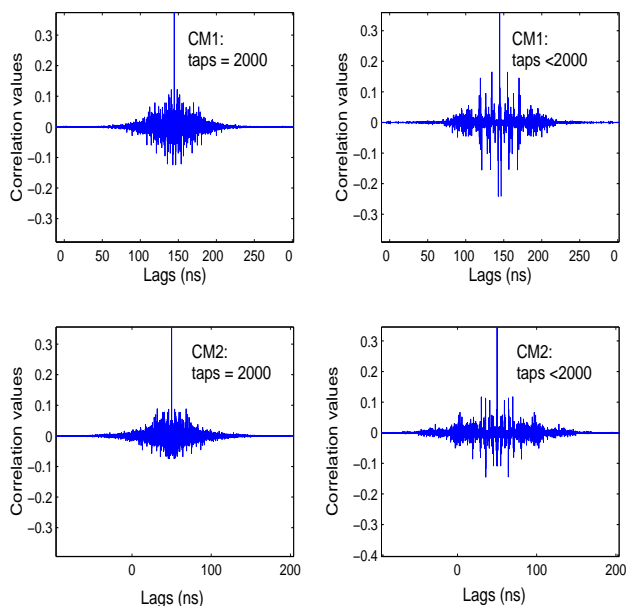 0.3
0.2
0.1
0
−0.1
−0.2
−0.3
Correlation values
CM1:
taps = 2000
0 50 100 150 200 250 0
Lags (ns)
0.3
0.2
0.1
0
−0.1
−0.2
−0.3
Correlation values
CM1:
taps <2000
0 50 100 150 200 250 0
Lags (ns)
0.3
0.2
0.1
0
−0.1
−0.2
−0.3
Correlation values
CM2:
taps = 2000
0 100 200
Lags (ns)
0.3
0.2
0.1
0
−0.1
−0.2
−0.3
−0.4
Correlation values
CM2:
taps <2000
0 100 200
Lags (ns)